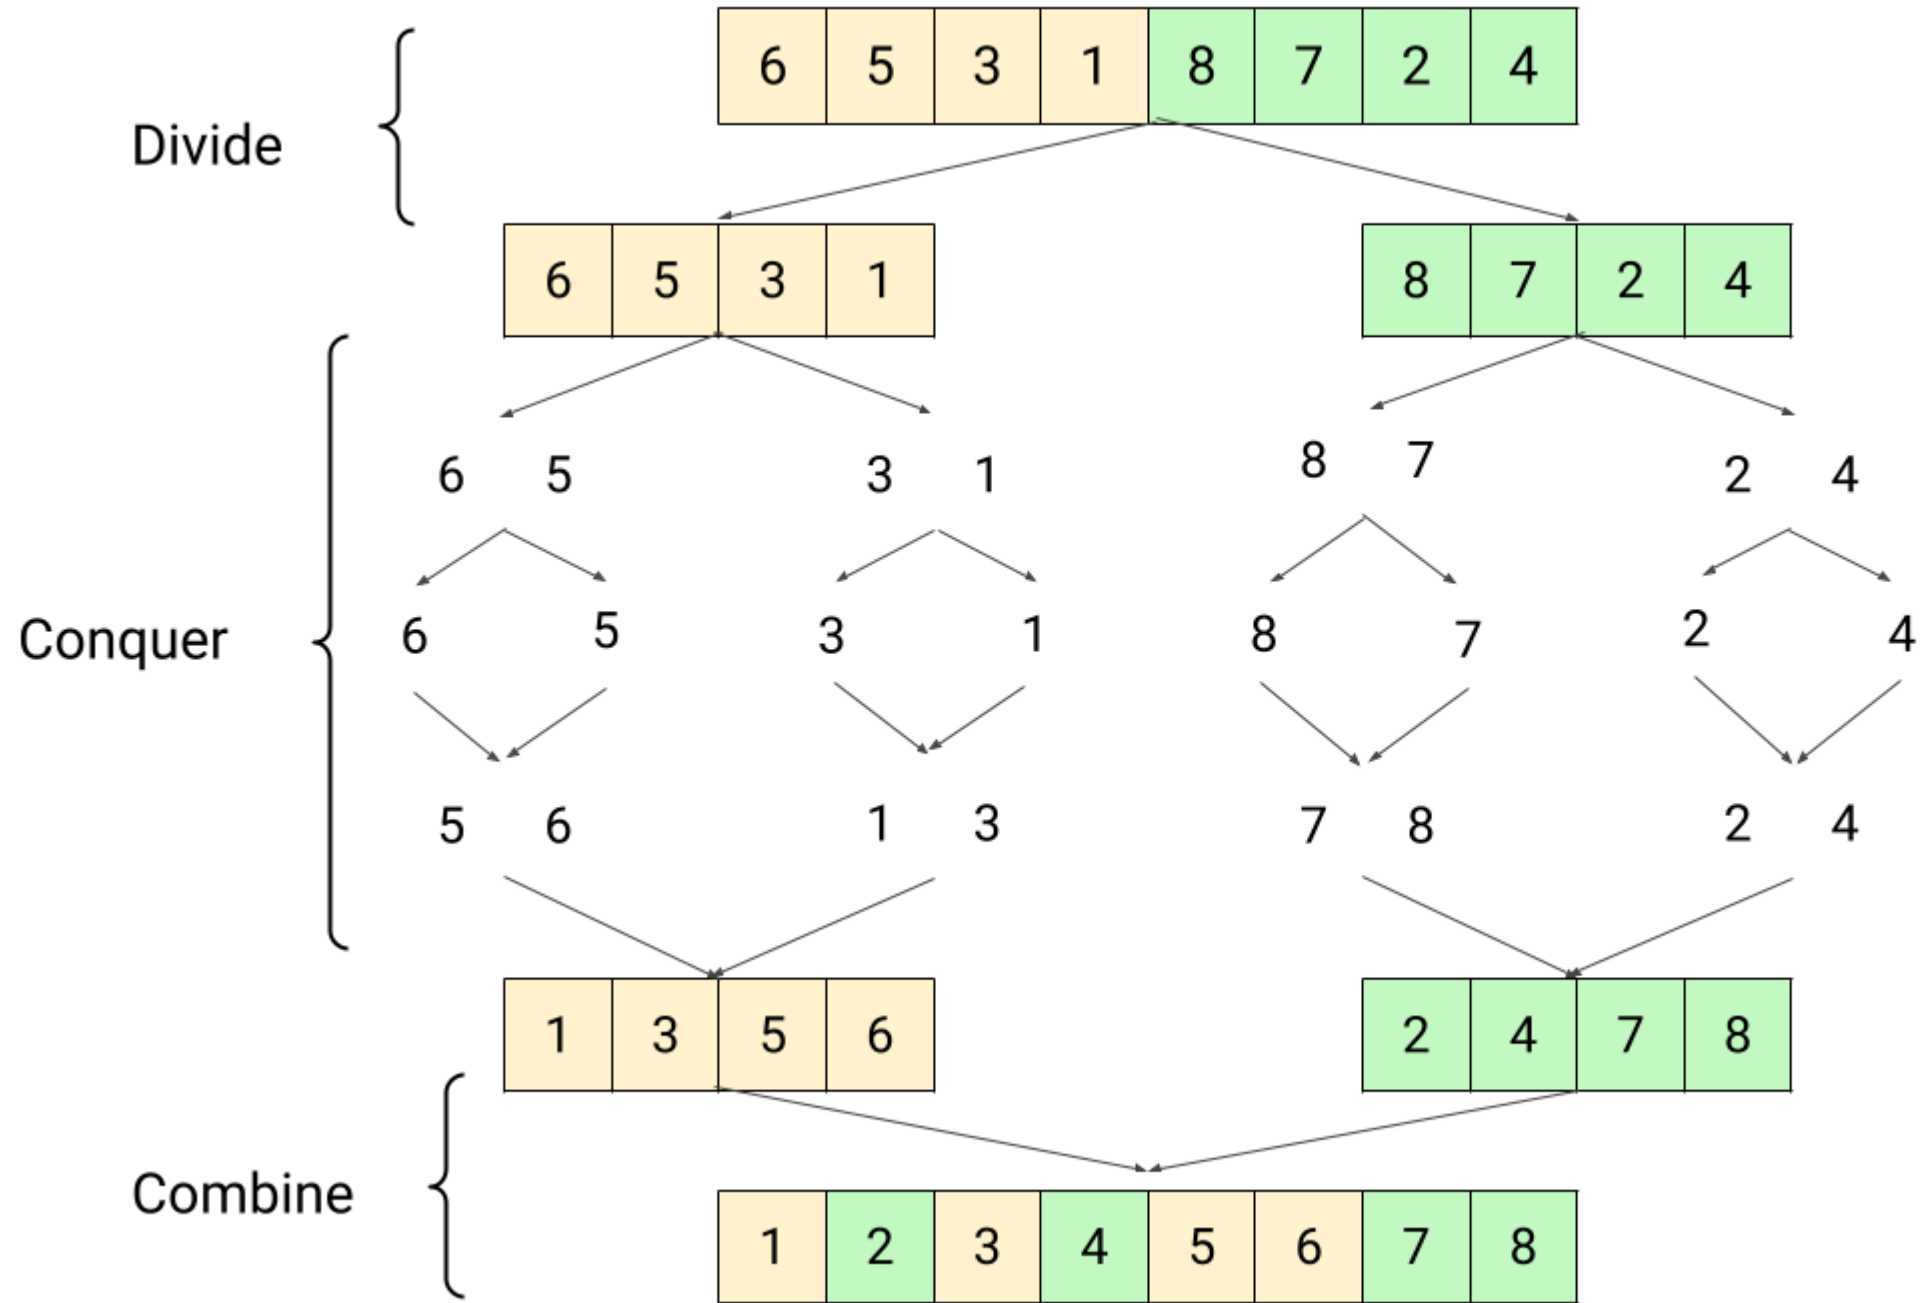 6 5 3 1 8 7 2 4
Divide
6 5 3 1 8 7 2 4
6 5 3 1 8 7 2 4
Conquer
6 5 3 1 8 7 2 4
5 6 1 3 7 8 2 4
1 3 5 6 2 4 7 8
Combine
1 2 3 4 5 6 7 8